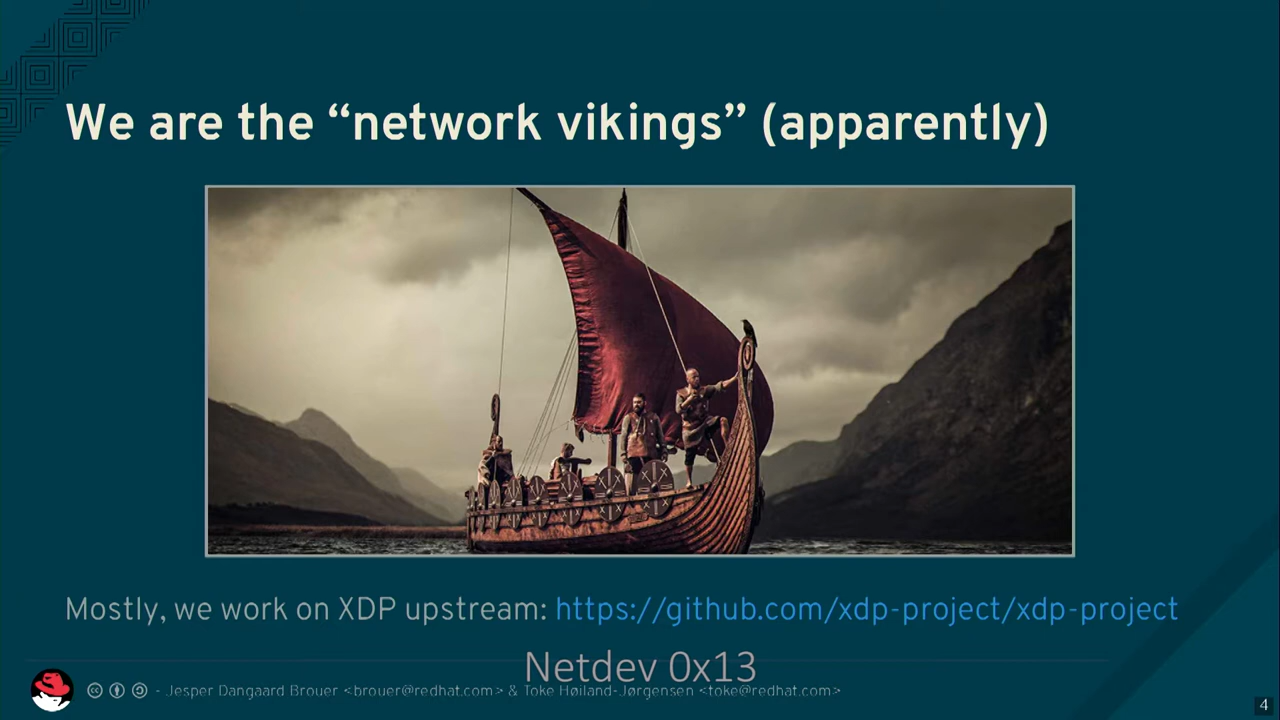 We are the “network vikings” (apparently)
Mostly, we work on XDP upstream: https://github.com/xdp-project/xdp-project
Netdev 0x13
- Jesper Dangaard Brouer <brouer@redhat.com> & Toke Høiland-Jørgensen <toke@redhat.com>
4